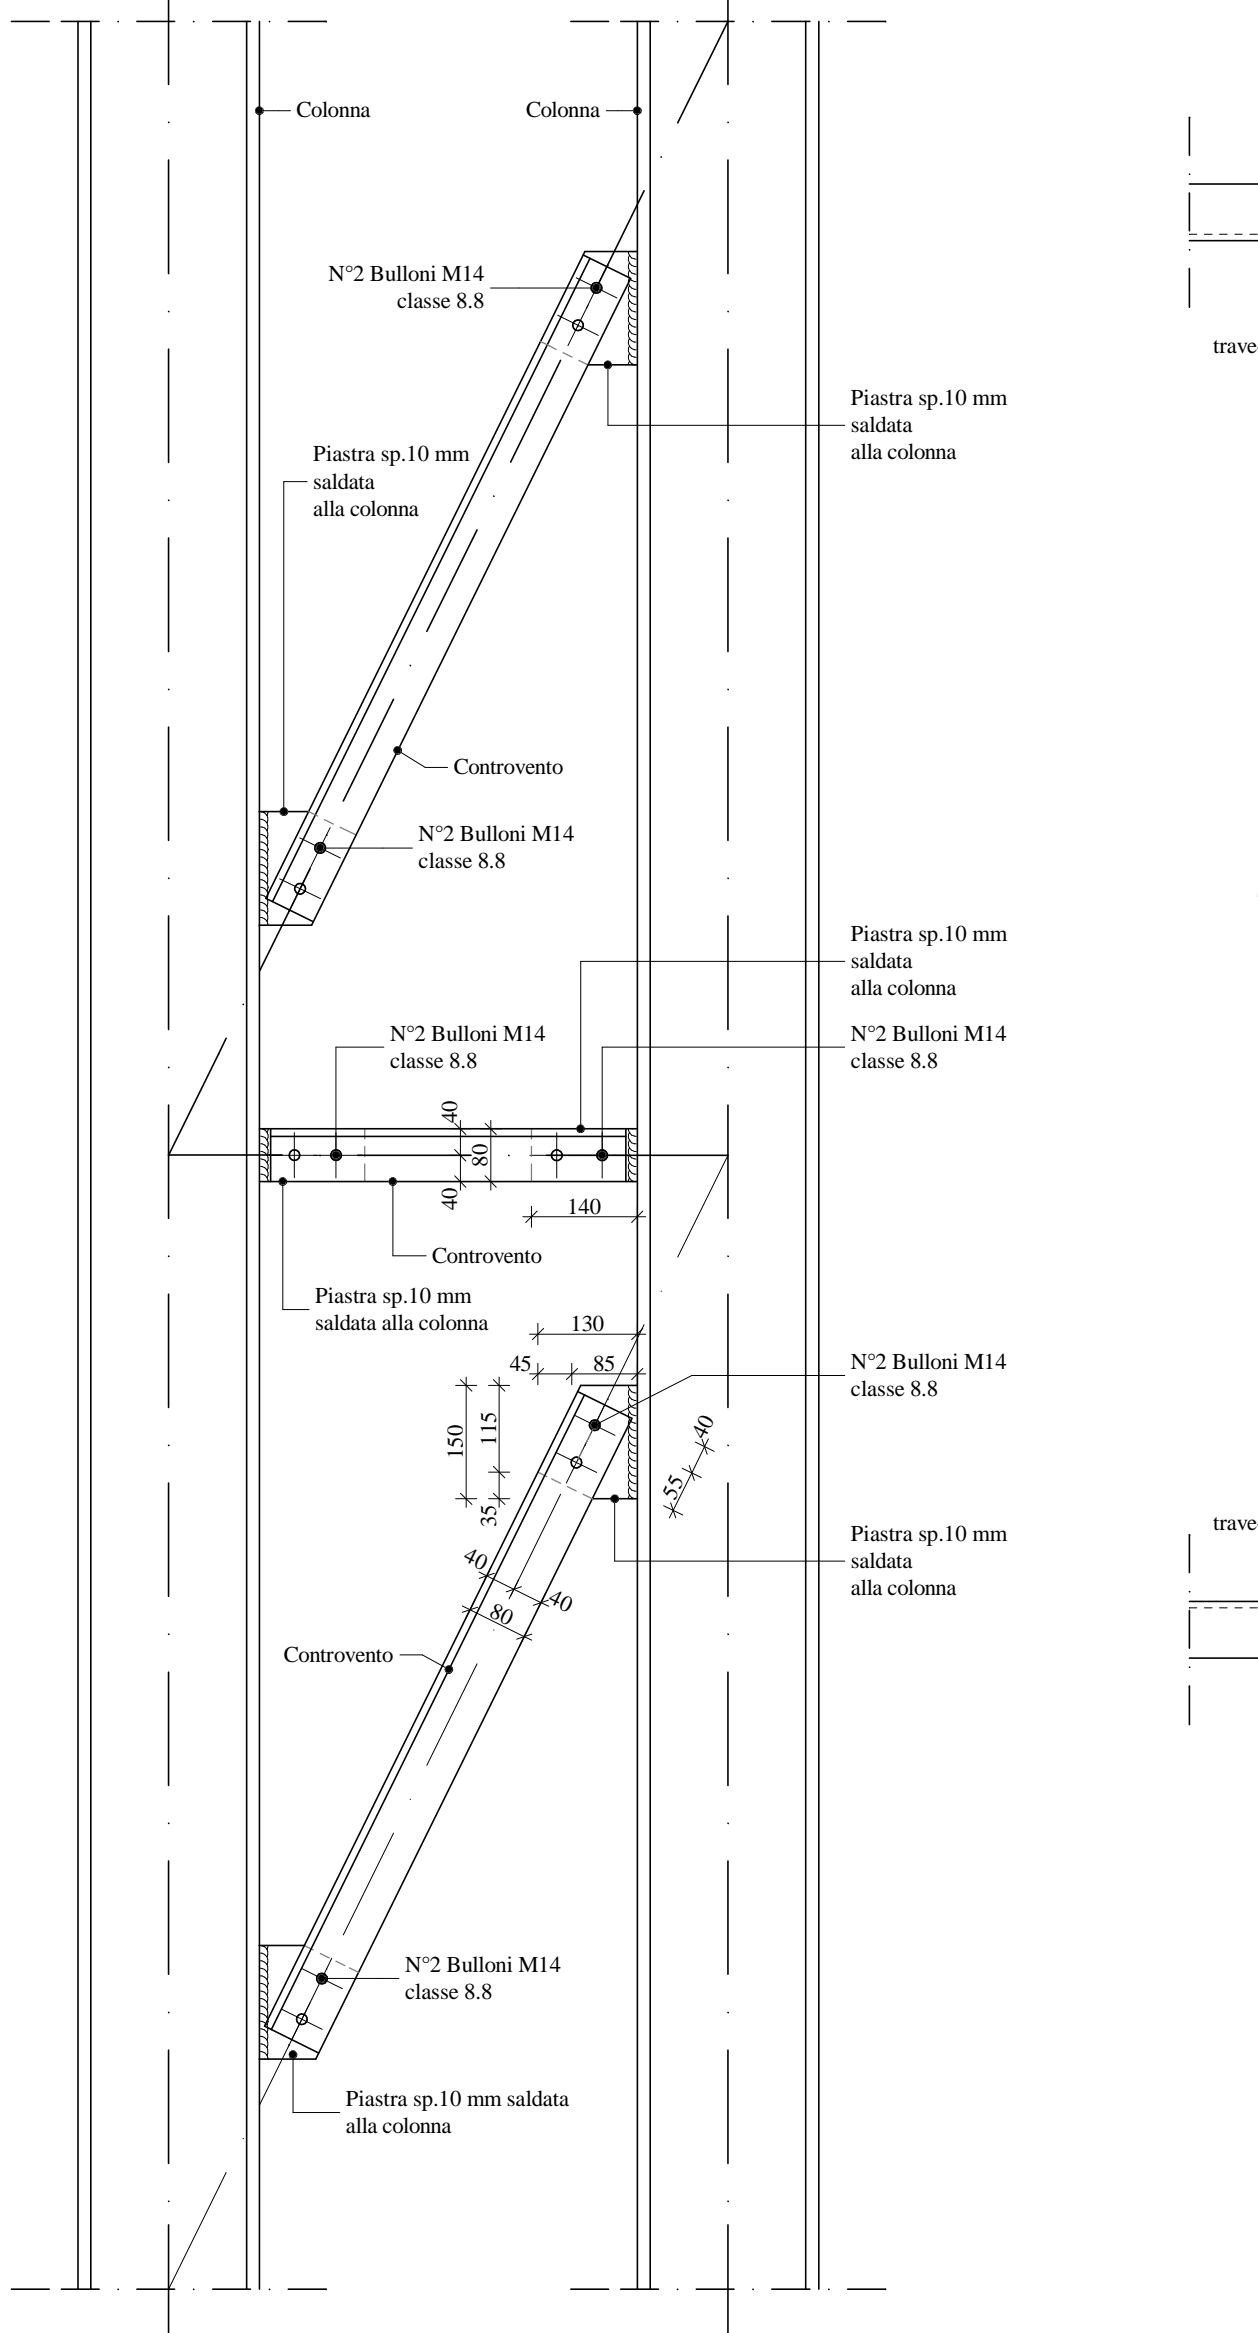 Colonna
Colonna
N°2 Bulloni M14
classe 8.8
trave
Piastra sp.10 mm
saldata
alla colonna
Piastra sp.10 mm
saldata
alla colonna
Controvento
N°2 Bulloni M14
classe 8.8
Piastra sp.10 mm
saldata
alla colonna
N°2 Bulloni M14
classe 8.8
N°2 Bulloni M14
classe 8.8
40
80
40
140
Controvento
Piastra sp.10 mm
saldata alla colonna
130
45
85
N°2 Bulloni M14
classe 8.8
150
115
35
40
55
Piastra sp.10 mm
saldata
alla colonna
trave
40
40
80
Controvento
N°2 Bulloni M14
classe 8.8
Piastra sp.10 mm saldata
alla colonna